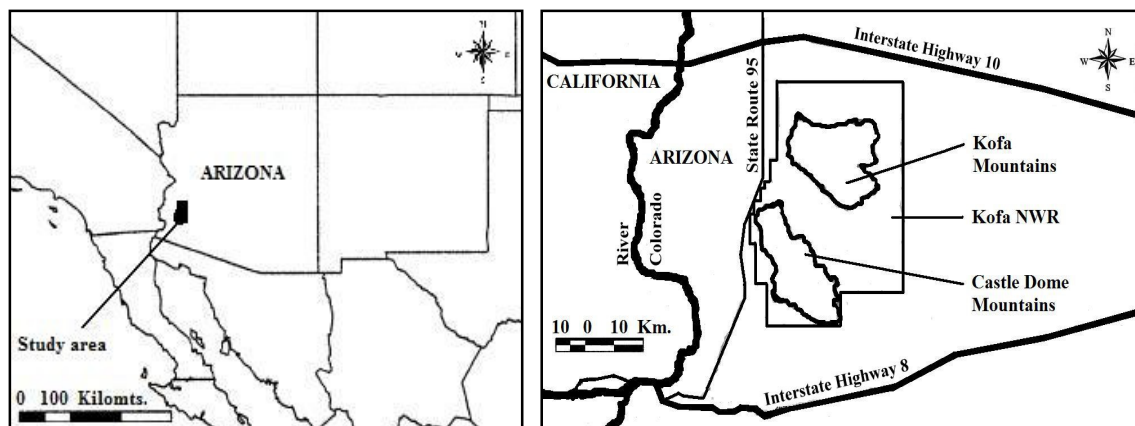 N
W E
S
ARIZONA
Study area
0 100 Kilomts.
Interstate Highway 10
N
W E
S
CALIFORNIA
State Route 95
ARIZONA
Kofa
Mountains
River
Colorado
Kofa NWR
Castle Dome
Mountains
10 0 10 Km.
Interstate Highway 8